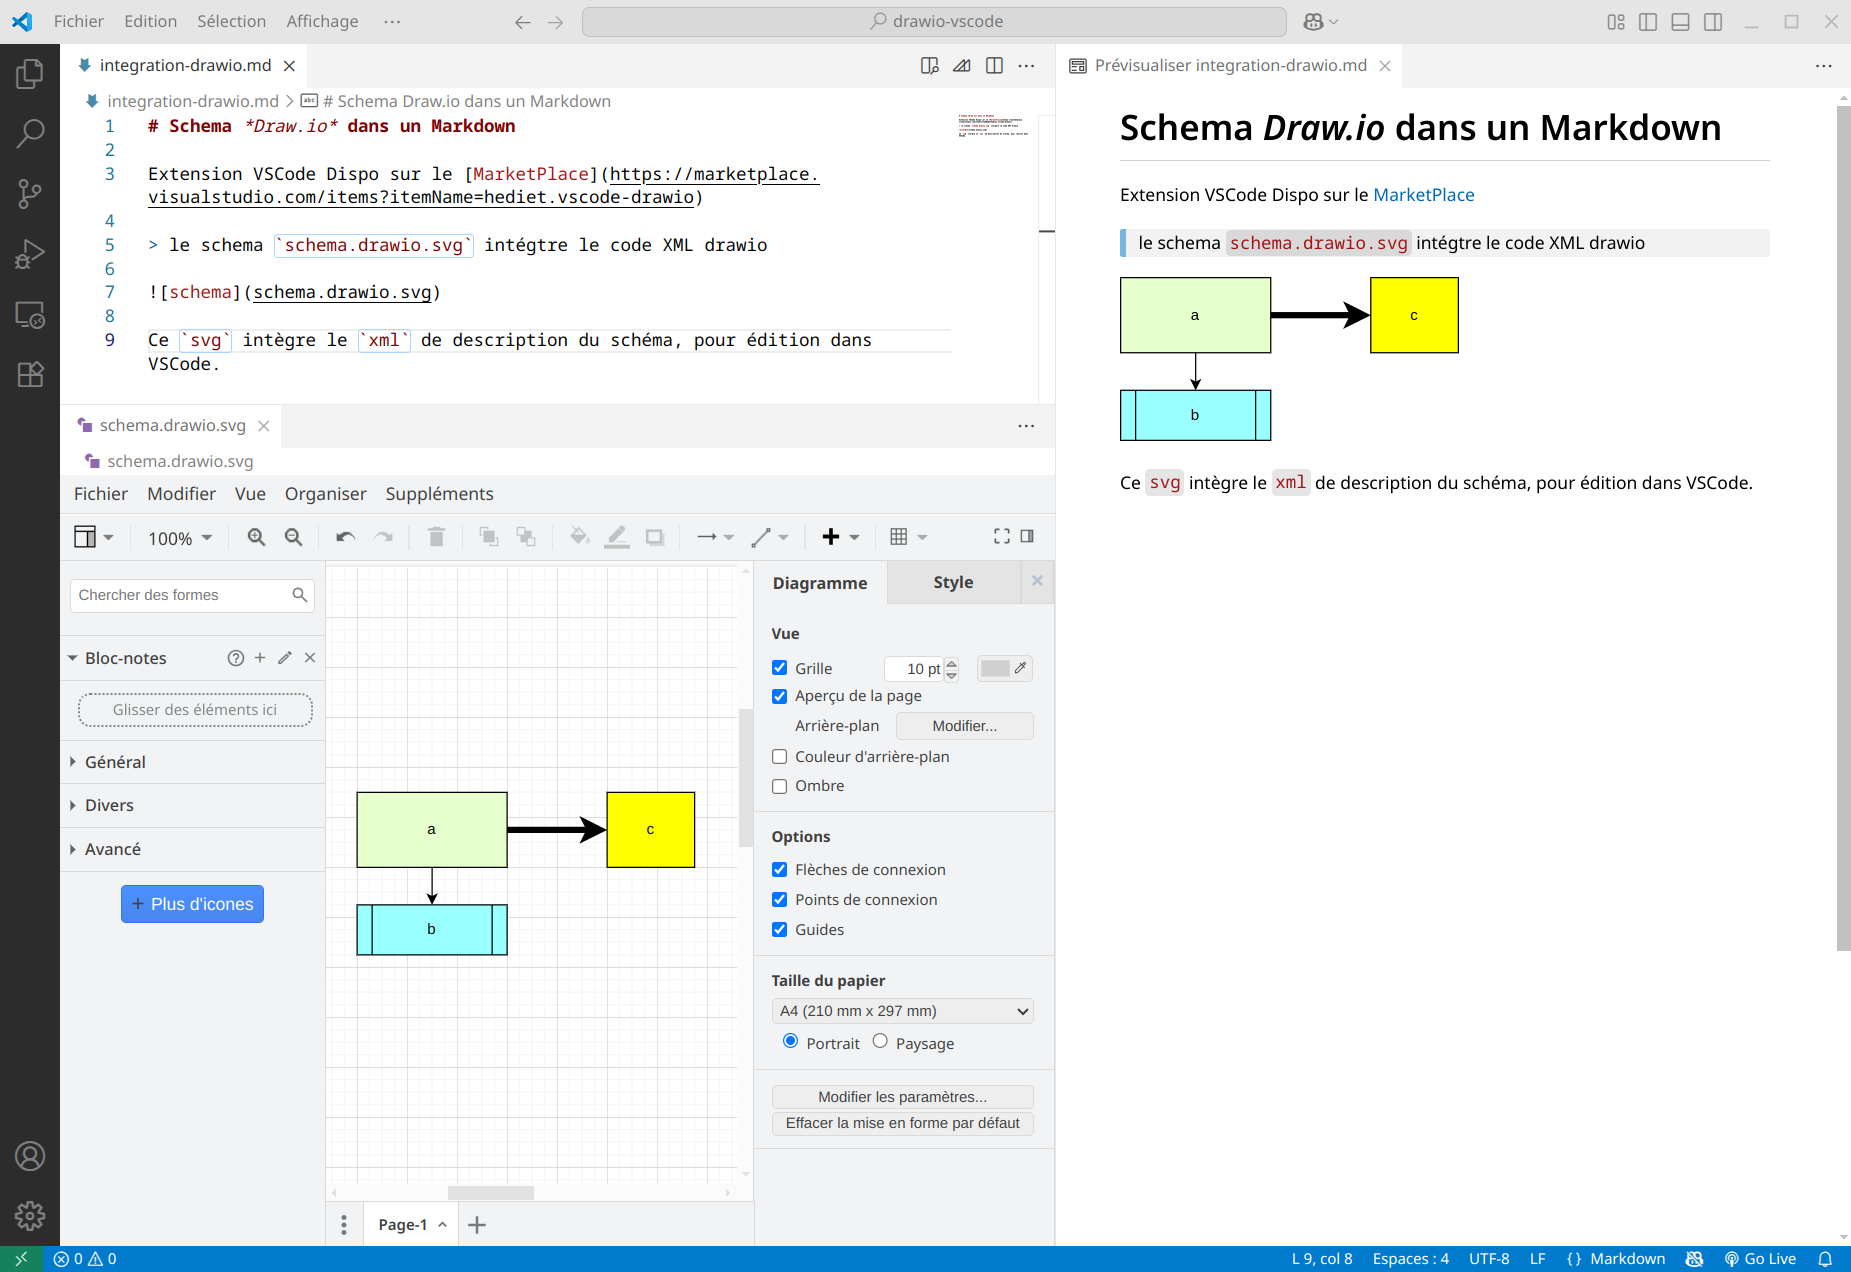 Fichier Edition Sélection Affichage ··· drawio-vscode
integration-drawio.md
integration-drawio.md > # Schema Draw.io dans un Markdown
1 # Schema *Draw.io* dans un Markdown
2
3 Extension VSCode Dispo sur le [MarketPlace](https://marketplace.
visualstudio.com/items?itemName=hediet.vscode-drawio)
4
5 > le schema `schema.drawio.svg` intégtre le code XML drawio
6
7 ![schema](schema.drawio.svg)
8
9 Ce `svg` intègre le `xml` de description du schéma, pour édition dans
VSCode.
schema.drawio.svg
schema.drawio.svg
Fichier Modifier Vue Organiser Suppléments
100%
Chercher des formes
Bloc-notes
Glisser des éléments ici
Général
Divers
Avancé
+ Plus d'icones
a
c
b
Page-1
Diagramme Style
Vue
Grille 10 pt
Aperçu de la page
Arrière-plan Modifier...
Couleur d'arrière-plan
Ombre
Options
Flèches de connexion
Points de connexion
Guides
Taille du papier
A4 (210 mm x 297 mm)
Portrait Paysage
Modifier les paramètres...
Effacer la mise en forme par défaut
Prévisualiser integration-drawio.md
Schema Draw.io dans un Markdown
Extension VSCode Dispo sur le MarketPlace
le schema schema.drawio.svg intégtre le code XML drawio
a
c
b
Ce svg intègre le xml de description du schéma, pour édition dans VSCode.
0 0 L 9, col 8 Espaces : 4 UTF-8 LF {} Markdown Go Live